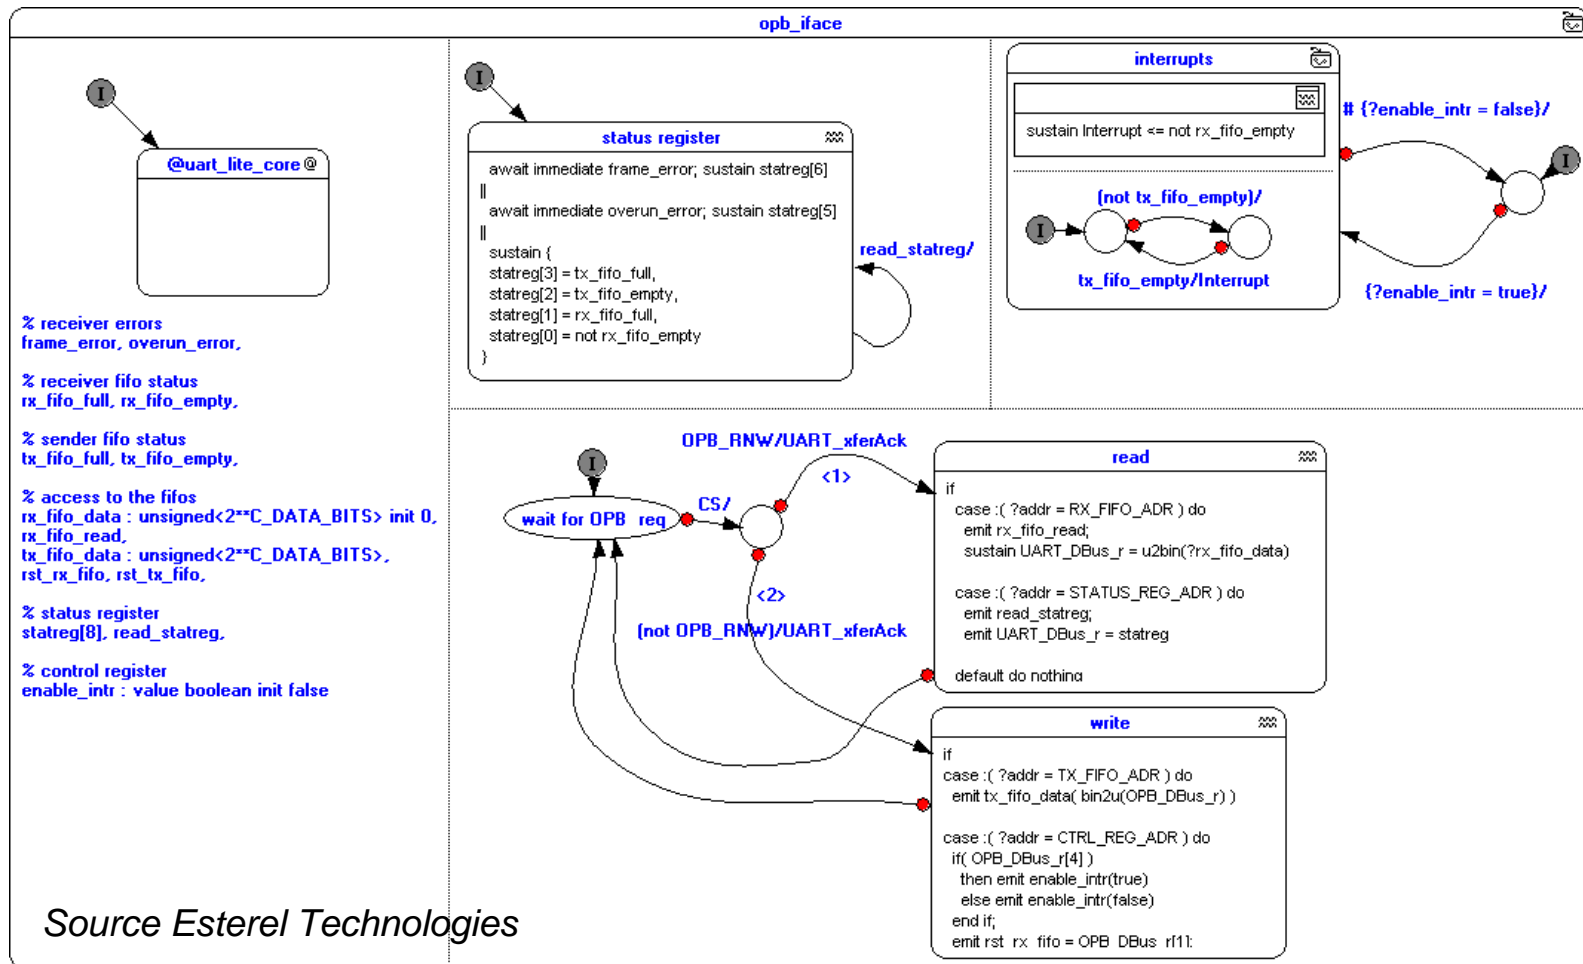 opb_iface
I
@uart_lite_core @
% receiver errors
frame_error, overun_error,
% receiver fifo status
rx_fifo_full, rx_fifo_empty,
% sender fifo status
tx_fifo_full, tx_fifo_empty,
% access to the fifos
rx_fifo_data : unsigned<2**C_DATA_BITS> init 0,
rx_fifo_read,
tx_fifo_data : unsigned<2**C_DATA_BITS>,
rst_rx_fifo, rst_tx_fifo,
% status register
statreg[8], read_statreg,
% control register
enable_intr : value boolean init false
I
status register
await immediate frame_error; sustain statreg[6]
||
await immediate overun_error; sustain statreg[5]
||
sustain {
statreg[3] = tx_fifo_full,
statreg[2] = tx_fifo_empty,
statreg[1] = rx_fifo_full,
statreg[0] = not rx_fifo_empty
}
read_statreg/
interrupts
sustain Interrupt <= not rx_fifo_empty
(not tx_fifo_empty)/
I
tx_fifo_empty/Interrupt
# {?enable_intr = false}/
I
{?enable_intr = true}/
I
wait for OPB_req
CS/
OPB_RNW/UART_xferAck
<1>
<2>
(not OPB_RNW)/UART_xferAck
read
if
case :( ?addr = RX_FIFO_ADR ) do
emit rx_fifo_read;
sustain UART_DBus_r = u2bin(?rx_fifo_data)
case :( ?addr = STATUS_REG_ADR ) do
emit read_statreg;
emit UART_DBus_r = statreg
default do nothing
write
if
case :( ?addr = TX_FIFO_ADR ) do
emit tx_fifo_data( bin2u(OPB_DBus_r) )
case :( ?addr = CTRL_REG_ADR ) do
if( OPB_DBus_r[4] )
then emit enable_intr(true)
else emit enable_intr(false)
end if;
emit rst_rx_fifo = OPB_DBus_r[1];
Source Esterel Technologies